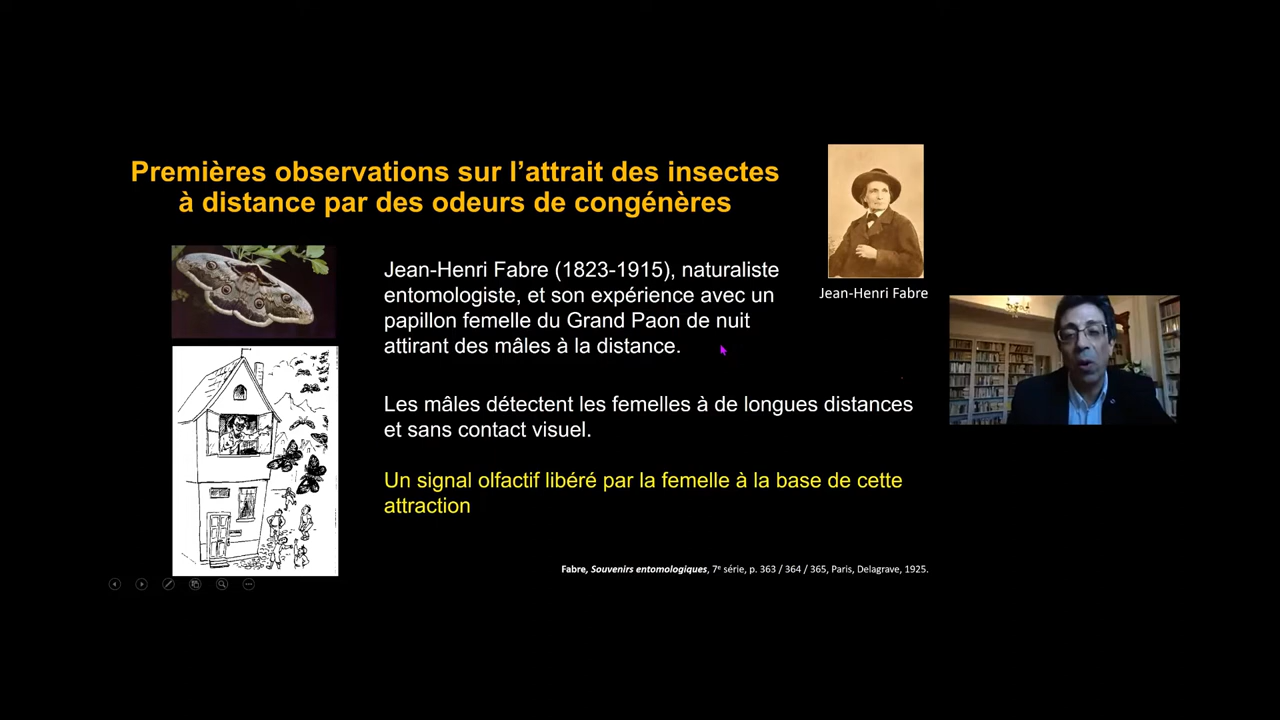 Premières observations sur l’attrait des insectes
à distance par des odeurs de congénères
Jean-Henri Fabre (1823-1915), naturaliste
entomologiste, et son expérience avec un
papillon femelle du Grand Paon de nuit
attirant des mâles à la distance.
Jean-Henri Fabre
Les mâles détectent les femelles à de longues distances
et sans contact visuel.
Un signal olfactif libéré par la femelle à la base de cette
attraction
Fabre, Souvenirs entomologiques, 7e série, p. 363 / 364 / 365, Paris, Delagrave, 1925.